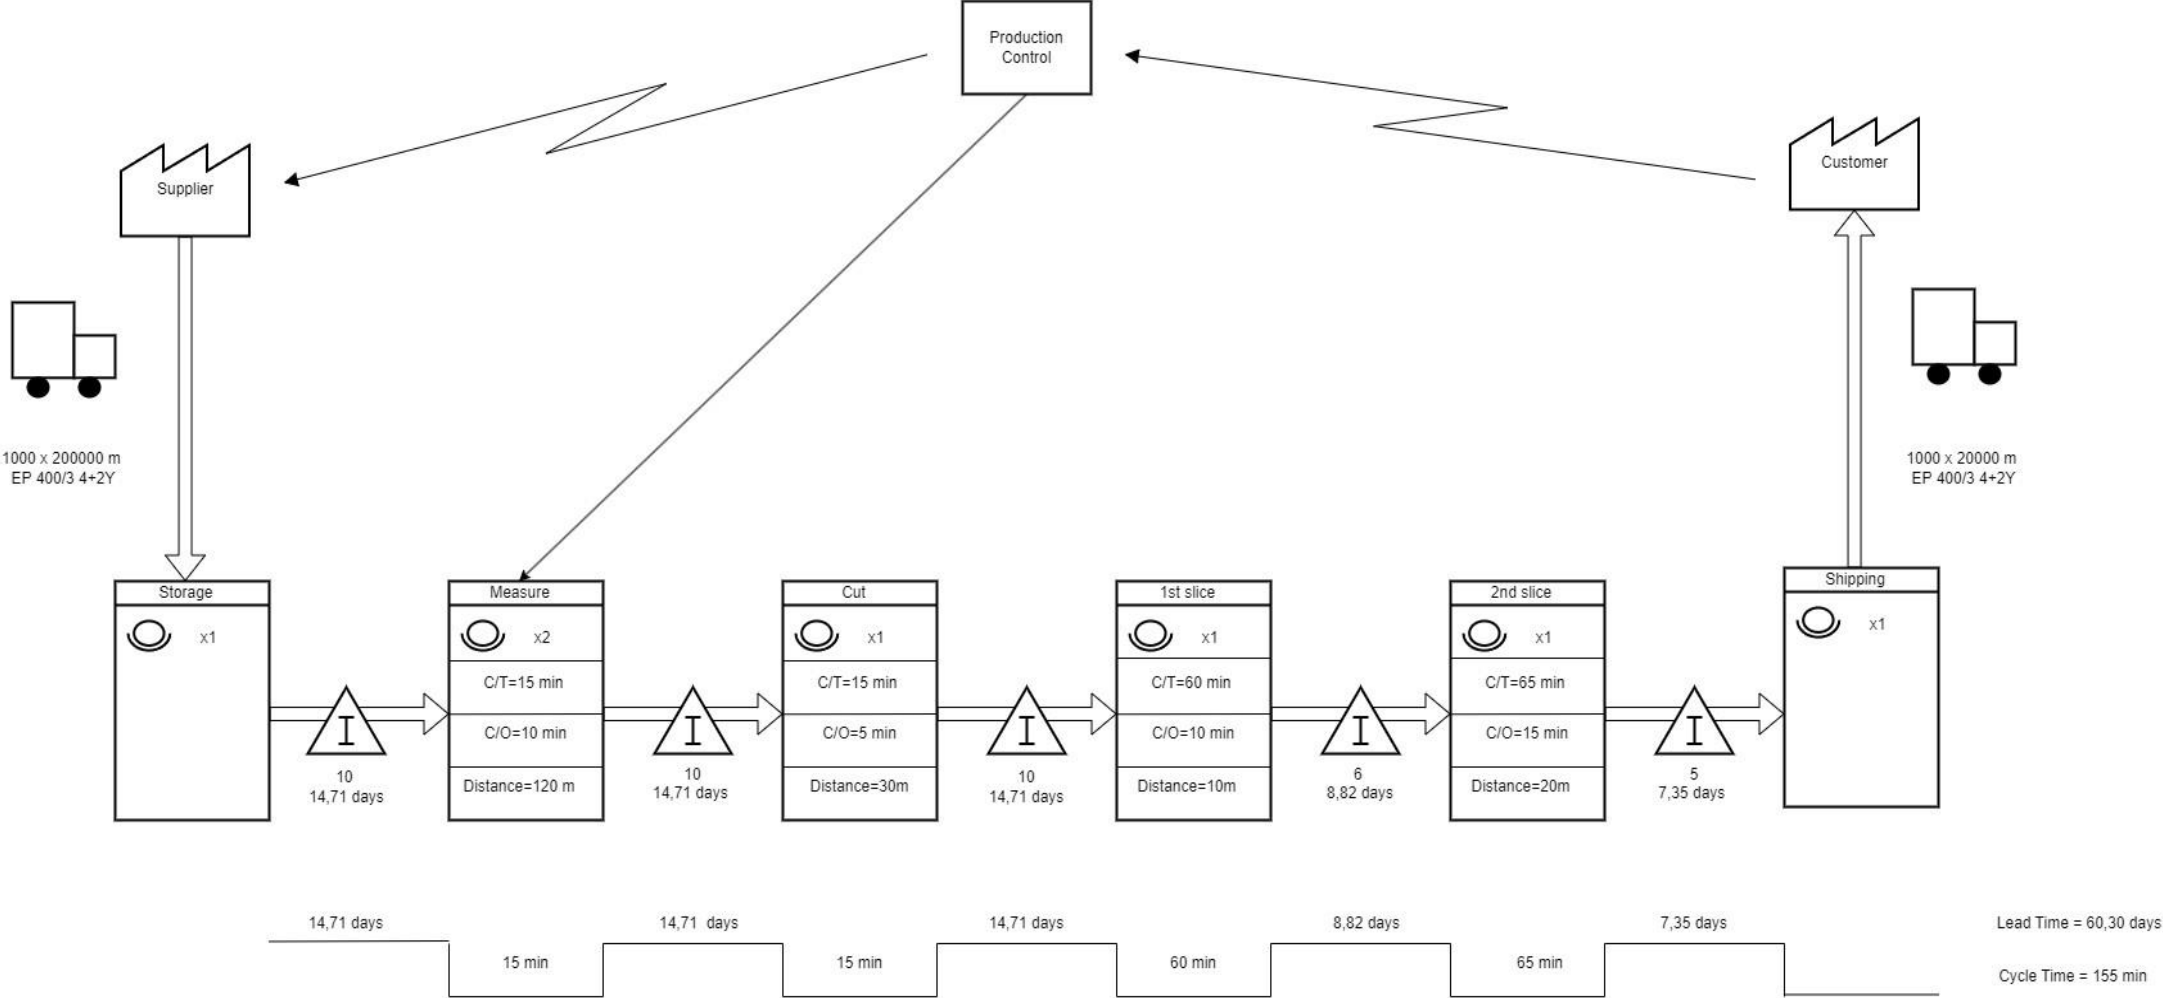 Production
Control
Supplier
Customer
1000 x 200000 m
EP 400/3 4+2Y
1000 x 20000 m
EP 400/3 4+2Y
Storage
x1
Measure
x2
C/T=15 min
C/O=10 min
Distance=120 m
Cut
x1
C/T=15 min
C/O=5 min
Distance=30m
1st slice
x1
C/T=60 min
C/O=10 min
Distance=10m
2nd slice
x1
C/T=65 min
C/O=15 min
Distance=20m
Shipping
x1
I
10
14,71 days
I
10
14,71 days
I
10
14,71 days
I
6
8,82 days
I
5
7,35 days
14,71 days
15 min
14,71 days
15 min
14,71 days
60 min
8,82 days
65 min
7,35 days
Lead Time = 60,30 days
Cycle Time = 155 min